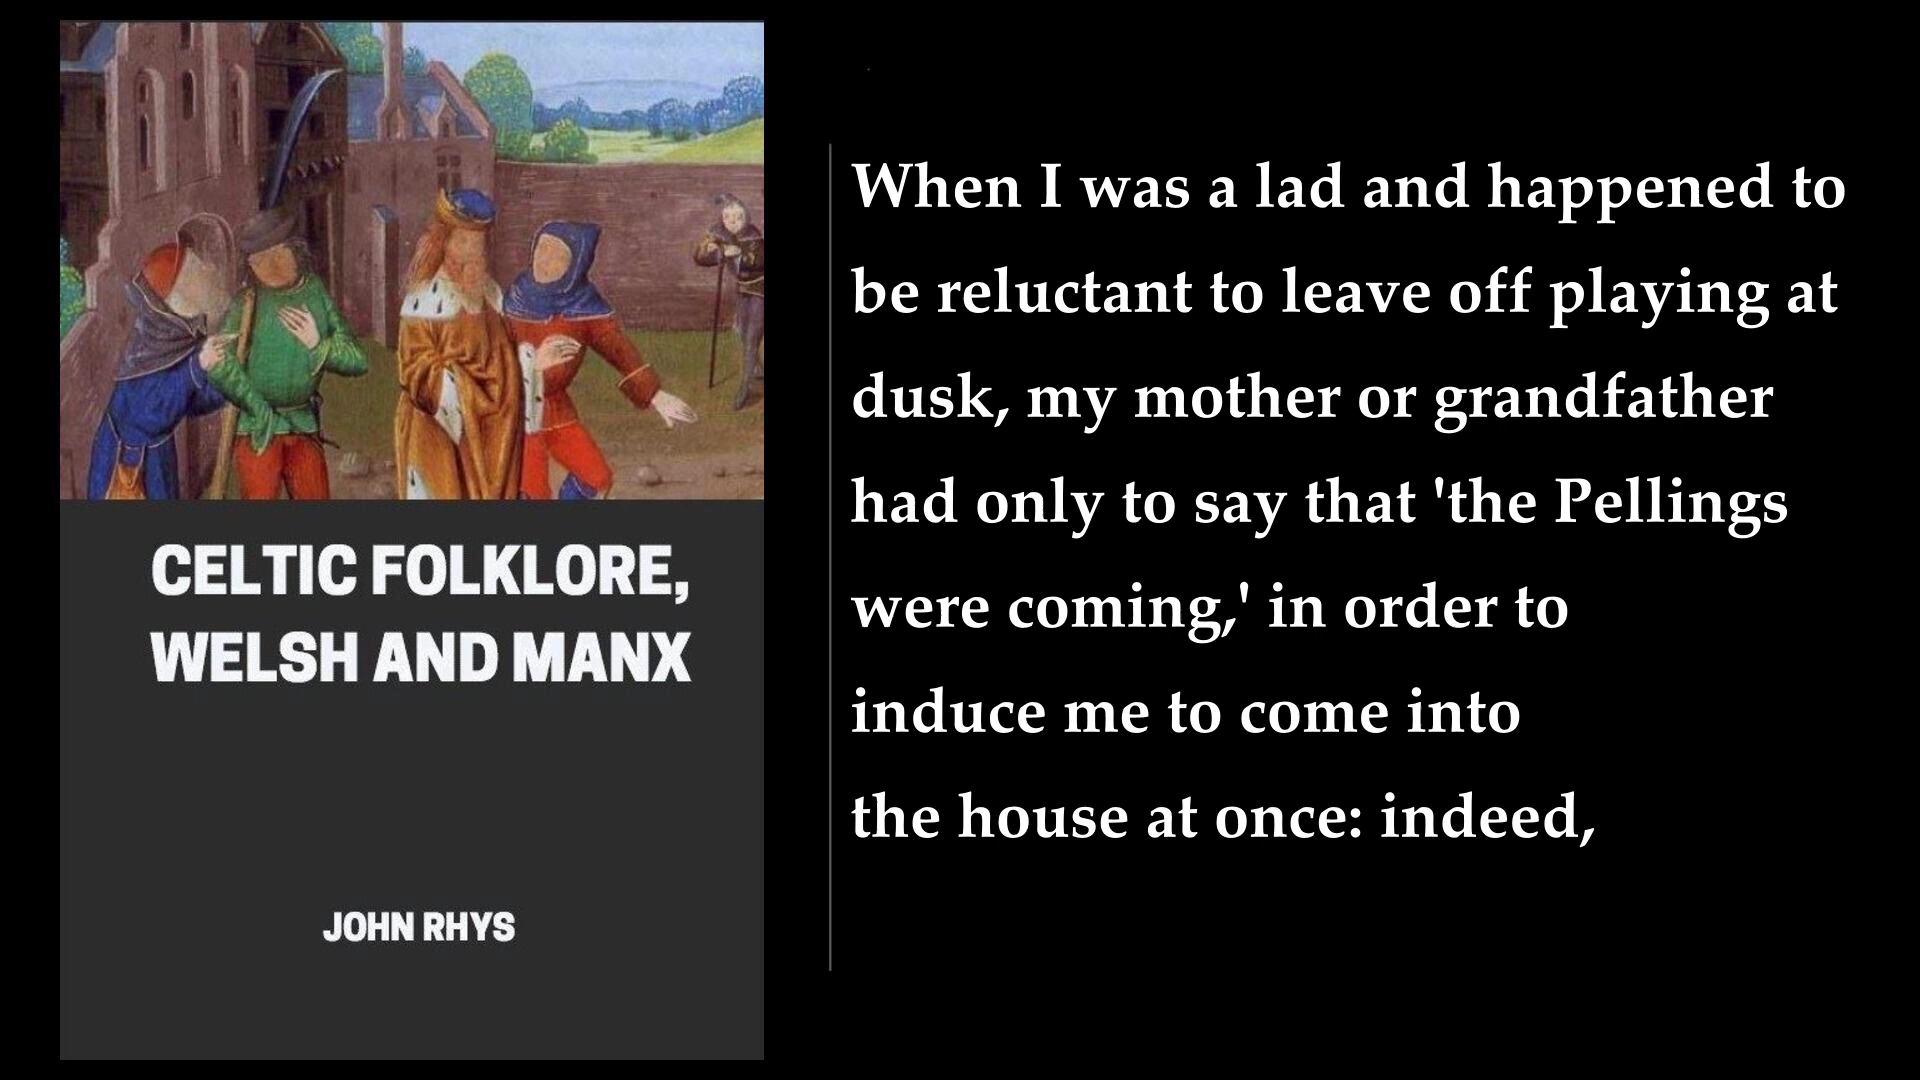 CELTIC FOLKLORE,
WELSH AND MANX
JOHN RHYS
When I was a lad and happened to
be reluctant to leave off playing at
dusk, my mother or grandfather
had only to say that 'the Pellings
were coming,' in order to
induce me to come into
the house at once: indeed,